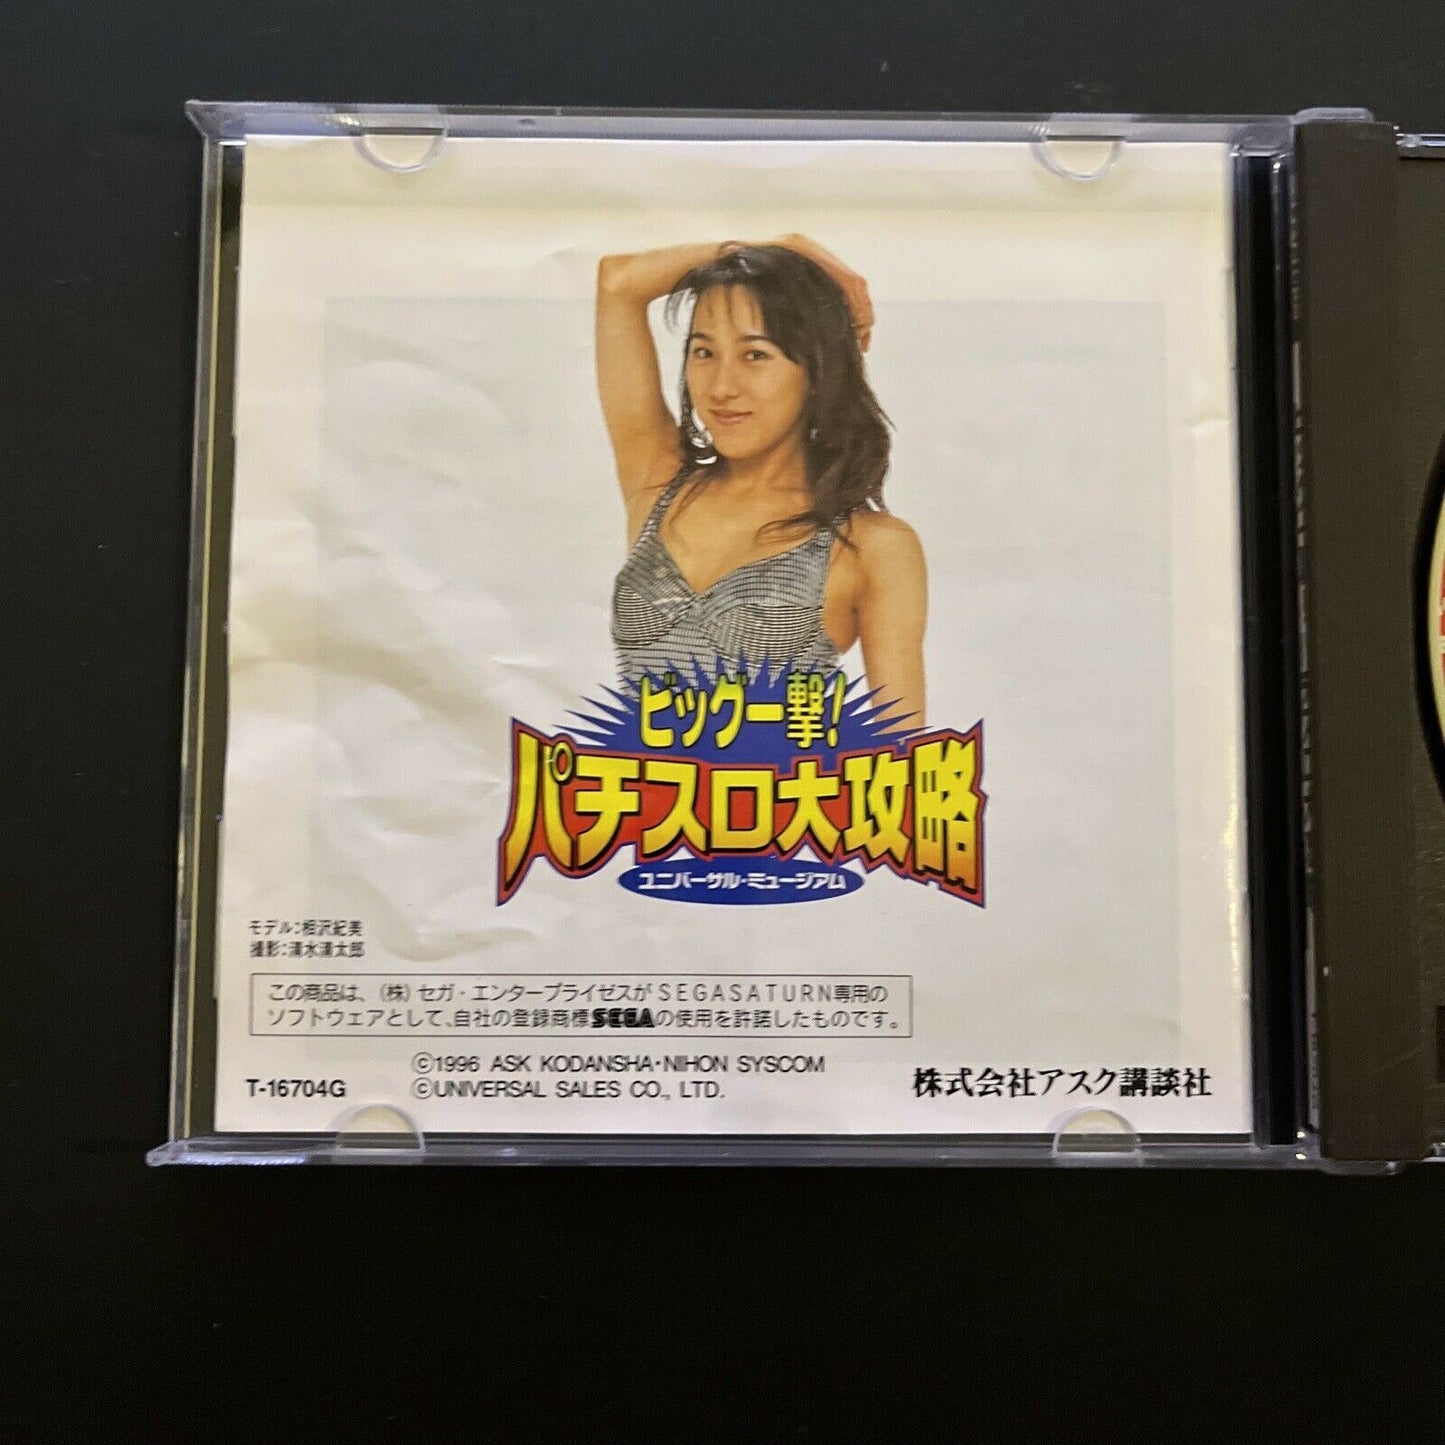 ビッグ一撃!
パチスロ大攻略
ユニバーサル・ミュージアム
モデル:相沢紀美
撮影:清水清太郎
この商品は、(株)セガ・エンタープライゼスがSEGASATURN専用の
ソフトウェアとして、自社の登録商標SEGAの使用を許諾したものです。
©1996 ASK KODANSHA・NIHON SYSCOM
T-16704G ©UNIVERSAL SALES CO., LTD. 株式会社アスク講談社